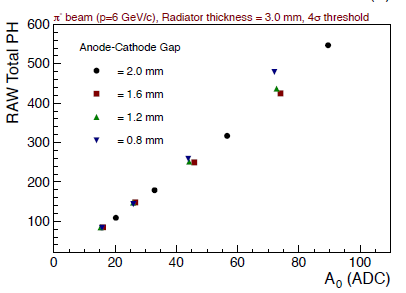 π⁻ beam (p=6 GeV/c), Radiator thickness = 3.0 mm, 4σ threshold
RAW Total PH
600
500
400
300
200
100
Anode-Cathode Gap
= 2.0 mm
= 1.6 mm
= 1.2 mm
= 0.8 mm
0 20 40 60 80 100
A₀ (ADC)